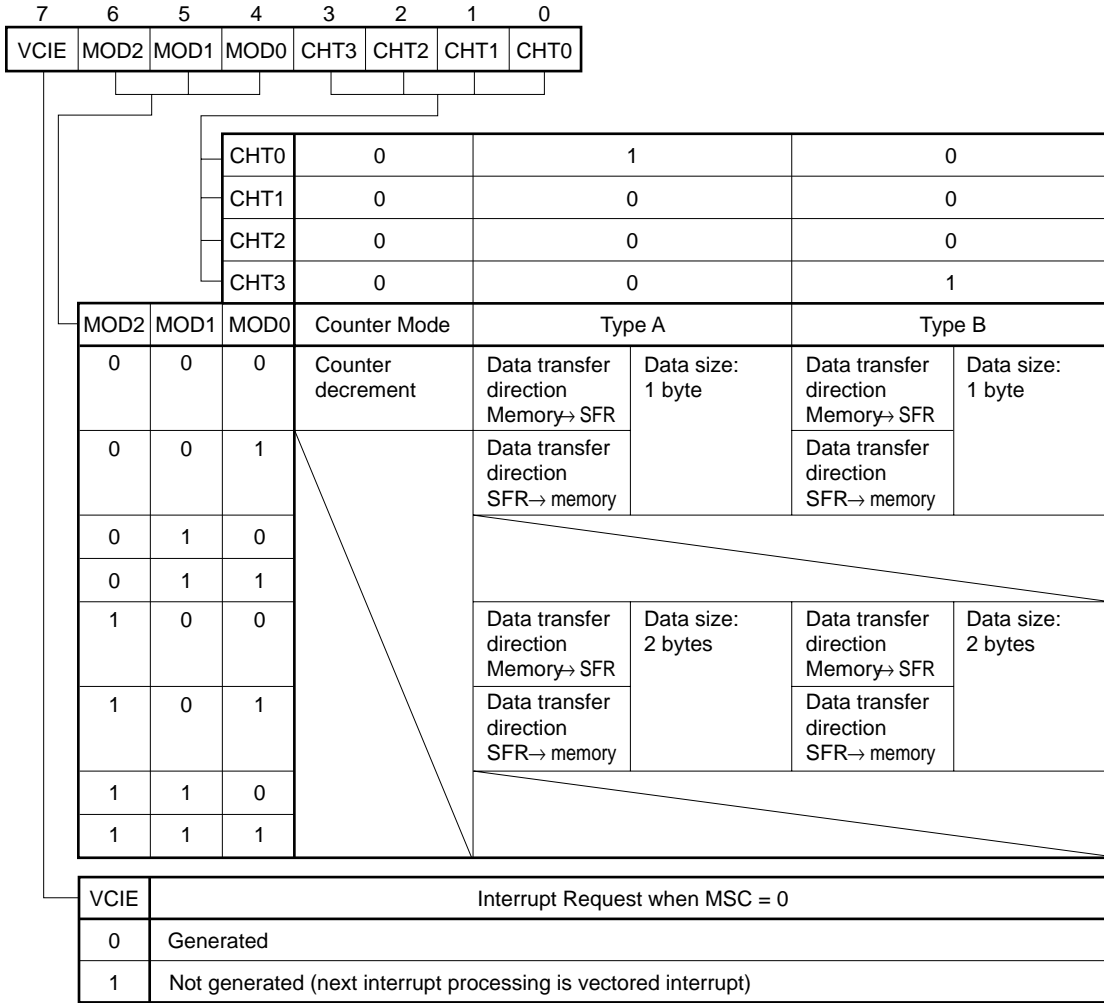 7 6 5 4 3 2 1 0
VCIE MOD2 MOD1 MOD0 CHT3 CHT2 CHT1 CHT0
CHT0 0 1 0
CHT1 0 0 0
CHT2 0 0 0
CHT3 0 0 1
MOD2 MOD1 MOD0 Counter Mode Type A Type B
0 0 0 Counter Data transfer Data size: Data transfer Data size:
decrement direction 1 byte direction 1 byte
Memory→ SFR Memory→ SFR
0 0 1 Data transfer Data transfer
direction direction
SFR→ memory SFR→ memory
0 1 0
0 1 1
1 0 0 Data transfer Data size: Data transfer Data size:
direction 2 bytes direction 2 bytes
Memory→ SFR Memory→ SFR
1 0 1 Data transfer Data transfer
direction direction
SFR→ memory SFR→ memory
1 1 0
1 1 1
VCIE Interrupt Request when MSC = 0
0 Generated
1 Not generated (next interrupt processing is vectored interrupt)